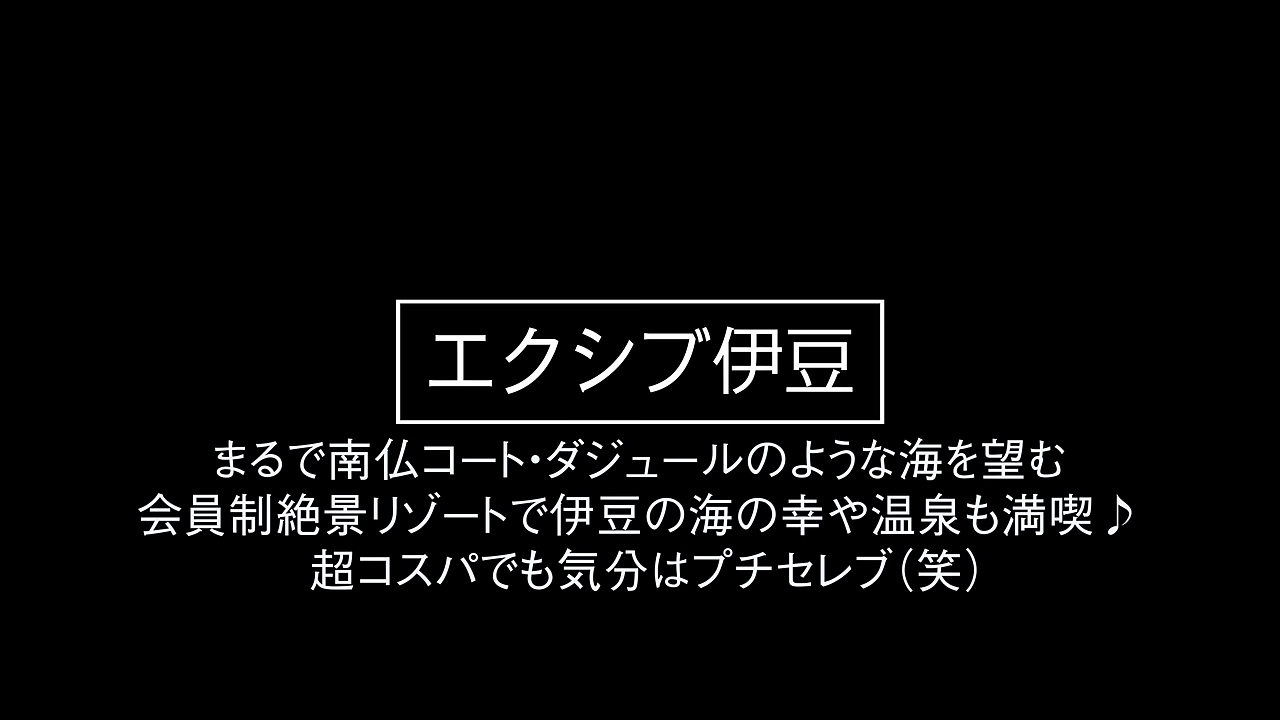 エクシブ伊豆
まるで南仏コート・ダジュールのような海を望む
会員制絶景リゾートで伊豆の海の幸や温泉も満喫♪
超コスパでも気分はプチセレブ(笑)